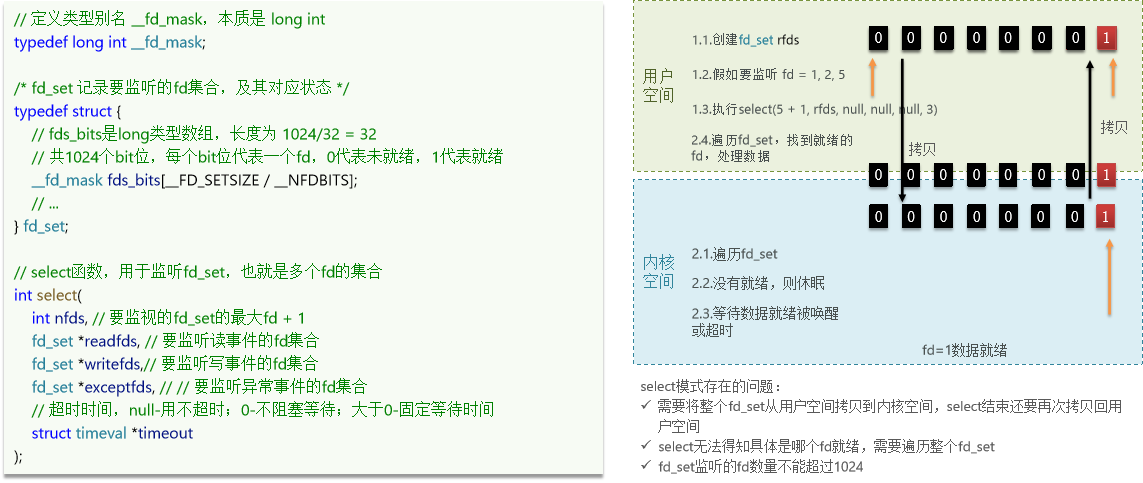 // 定义类型别名 __fd_mask，本质是 long int
typedef long int __fd_mask;
/* fd_set 记录要监听的fd集合，及其对应状态 */
typedef struct {
// fds_bits是long类型数组，长度为 1024/32 = 32
// 共1024个bit位，每个bit位代表一个fd，0代表未就绪，1代表就绪
__fd_mask fds_bits[__FD_SETSIZE / __NFDBITS];
// ...
} fd_set;
// select函数，用于监听fd_set，也就是多个fd的集合
int select(
int nfds, // 要监视的fd_set的最大fd + 1
fd_set *readfds, // 要监听读事件的fd集合
fd_set *writefds,// 要监听写事件的fd集合
fd_set *exceptfds, // // 要监听异常事件的fd集合
// 超时时间，null-用不超时；0-不阻塞等待；大于0-固定等待时间
struct timeval *timeout
);
用户
空间
1.1.创建fd_set rfds
0 0 0 0 0 0 0 1
1.2.假如要监听 fd = 1, 2, 5
1.3.执行select(5 + 1, rfds, null, null, null, 3)
2.4.遍历fd_set，找到就绪的
fd，处理数据
拷贝
拷贝
0 0 0 0 0 0 0 1
内核
空间
0 0 0 0 0 0 0 1
2.1.遍历fd_set
2.2.没有就绪，则休眠
2.3.等待数据就绪被唤醒
或超时
fd=1数据就绪
select模式存在的问题：
✓ 需要将整个fd_set从用户空间拷贝到内核空间，select结束还要再次拷贝回用
户空间
✓ select无法得知具体是哪个fd就绪，需要遍历整个fd_set
✓ fd_set监听的fd数量不能超过1024